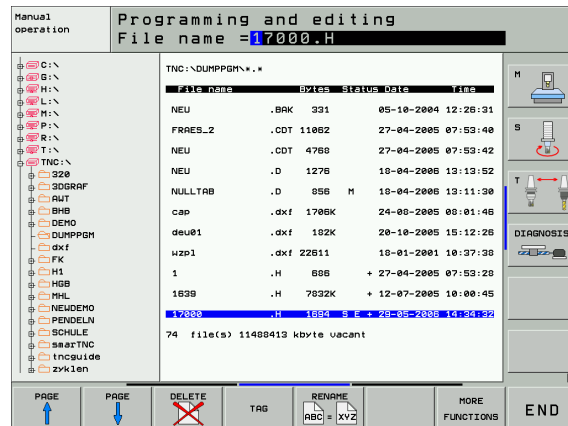 Manual
operation
Programming and editing
File name =17000.H
C:\
G:\
H:\
L:\
M:\
P:\
R:\
T:\
TNC:\
320
3DGRAF
AWT
BHB
DEMO
DUMPPGM
dxf
FK
H1
HGB
MHL
NEWDEMO
PENDELN
SCHULE
smarTNC
tncguide
zyklen
TNC:\DUMPPGM\*.*
File name Bytes Status Date Time
NEU .BAK 331 05-10-2004 12:26:31
FRAES_2 .CDT 11062 27-04-2005 07:53:40
NEU .CDT 4768 27-04-2005 07:53:42
NEU .D 1276 18-04-2006 13:13:52
NULLTAB .D 856 M 18-04-2006 13:11:30
cap .dxf 1706K 24-08-2005 08:01:46
deu01 .dxf 182K 20-10-2005 15:12:26
wzpl .dxf 22611 18-01-2001 10:37:38
1 .H 686 + 27-04-2005 07:53:28
1639 .H 7832K + 12-07-2005 10:00:45
17000 .H 1694 S E + 29-05-2006 14:34:32
74 file(s) 11488413 kbyte vacant
M
S
T
DIAGNOSIS
PAGE
PAGE
DELETE
TAG
RENAME
ABC = XYZ
MORE
FUNCTIONS
END